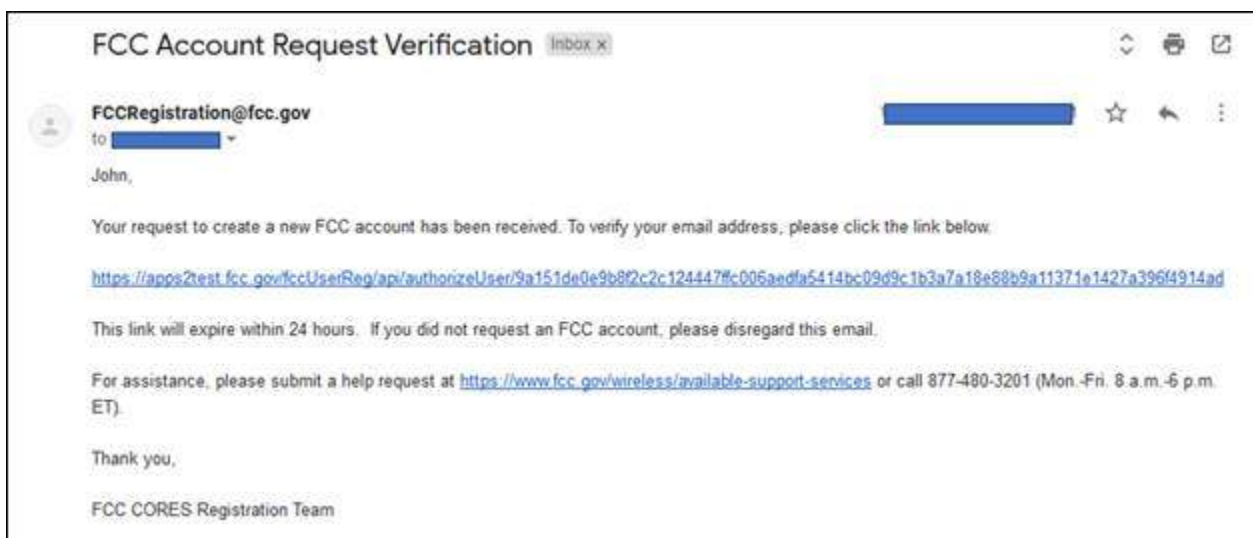 FCC Account Request Verification Inbox x
FCCRegistration@fcc.gov
to
John,
Your request to create a new FCC account has been received. To verify your email address, please click the link below.
https://apps2test.fcc.gov/fccUserReg/api/authorizeUser/9a151de0e9b8f2c2c124447ffc006aedfa5414bc09d9c1b3a7a18e88b9a11371e1427a396f4914ad
This link will expire within 24 hours. If you did not request an FCC account, please disregard this email.
For assistance, please submit a help request at https://www.fcc.gov/wireless/available-support-services or call 877-480-3201 (Mon.-Fri. 8 a.m.-6 p.m.
ET).
Thank you,
FCC CORES Registration Team